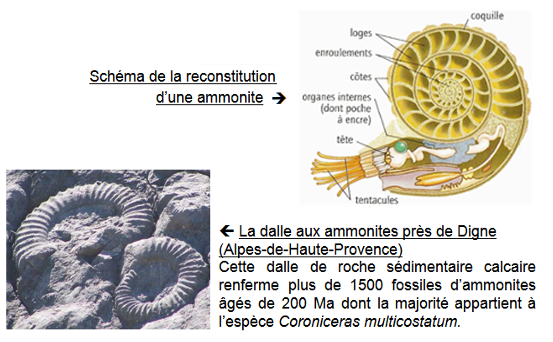 Schéma de la reconstitution
d'une ammonite →
coquille
loges
enroulements
côtes
organes internes
(dont poche
à encre)
tête
tentacules
← La dalle aux ammonites près de Digne
(Alpes-de-Haute-Provence)
Cette dalle de roche sédimentaire calcaire
renferme plus de 1500 fossiles d'ammonites
âgés de 200 Ma dont la majorité appartient à
l'espèce Coroniceras multicostatum.